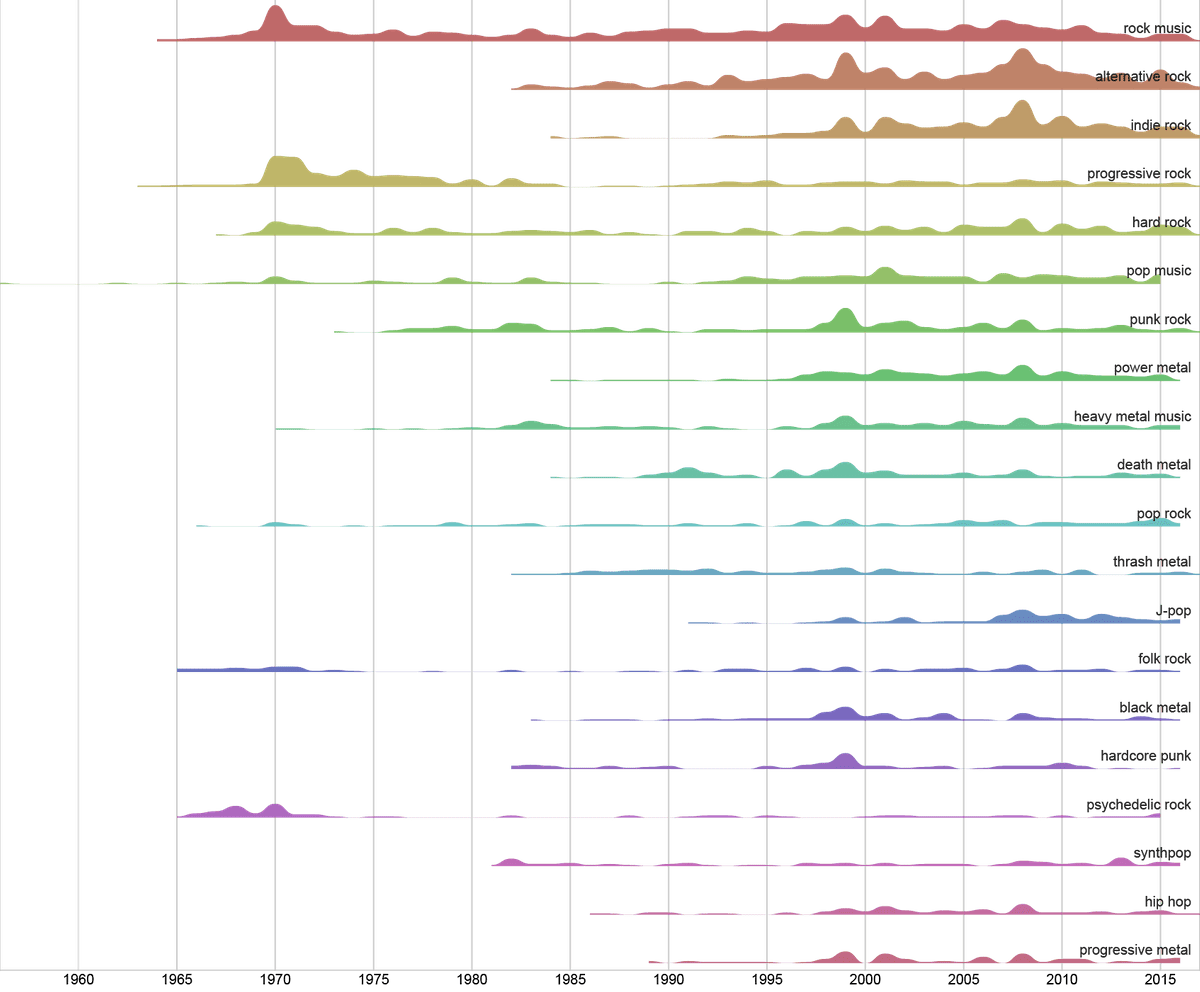 rock music
alternative rock
indie rock
progressive rock
hard rock
pop music
punk rock
power metal
heavy metal music
death metal
pop rock
thrash metal
J-pop
folk rock
black metal
hardcore punk
psychedelic rock
synthpop
hip hop
progressive metal
1960 1965 1970 1975 1980 1985 1990 1995 2000 2005 2010 2015